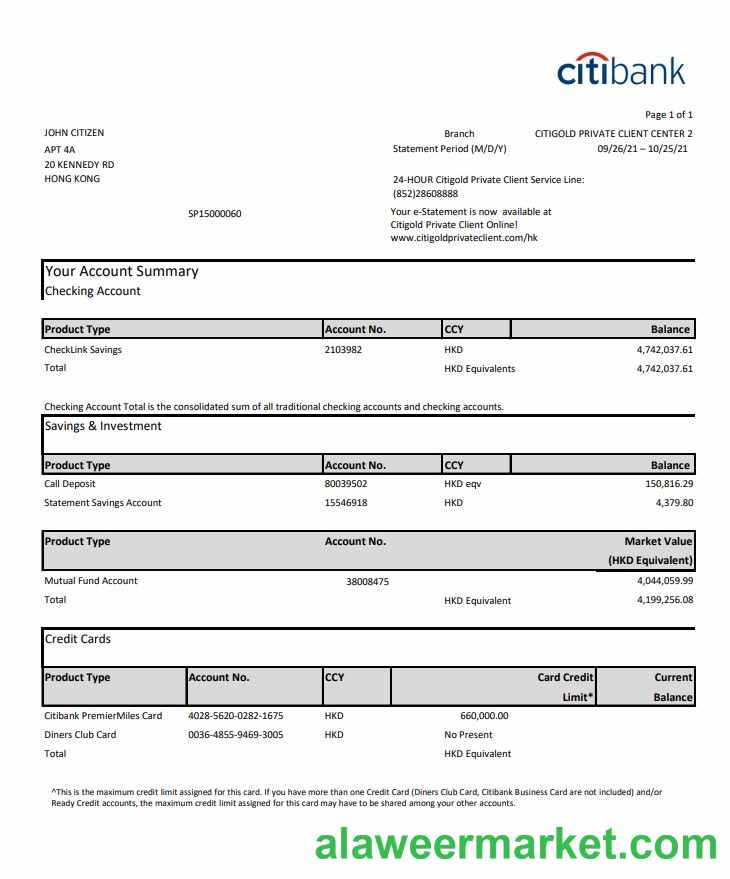 citibank
Page 1 of 1
JOHN CITIZEN
Branch CITIGOLD PRIVATE CLIENT CENTER 2
APT 4A
Statement Period (M/D/Y) 09/26/21 – 10/25/21
20 KENNEDY RD
HONG KONG
24-HOUR Citigold Private Client Service Line:
(852)28608888
SP15000060
Your e-Statement is now available at
Citigold Private Client Online!
www.citigoldprivateclient.com/hk
Your Account Summary
Checking Account
Product Type Account No. CCY Balance
CheckLink Savings 2103982 HKD 4,742,037.61
Total HKD Equivalents 4,742,037.61
Checking Account Total is the consolidated sum of all traditional checking accounts and checking accounts.
Savings & Investment
Product Type Account No. CCY Balance
Call Deposit 80039502 HKD eqv 150,816.29
Statement Savings Account 15546918 HKD 4,379.80
Product Type Account No. Market Value
(HKD Equivalent)
Mutual Fund Account 38008475 4,044,059.99
Total HKD Equivalent 4,199,256.08
Credit Cards
Product Type Account No. CCY Card Credit Current
Limit* Balance
Citibank PremierMiles Card 4028-5620-0282-1675 HKD 660,000.00
Diners Club Card 0036-4855-9469-3005 HKD No Present
Total HKD Equivalent
^This is the maximum credit limit assigned for this card. If you have more than one Credit Card (Diners Club Card, Citibank Business Card are not included) and/or
Ready Credit accounts, the maximum credit limit assigned for this card may have to be shared among your other accounts.
alaweermarket.com